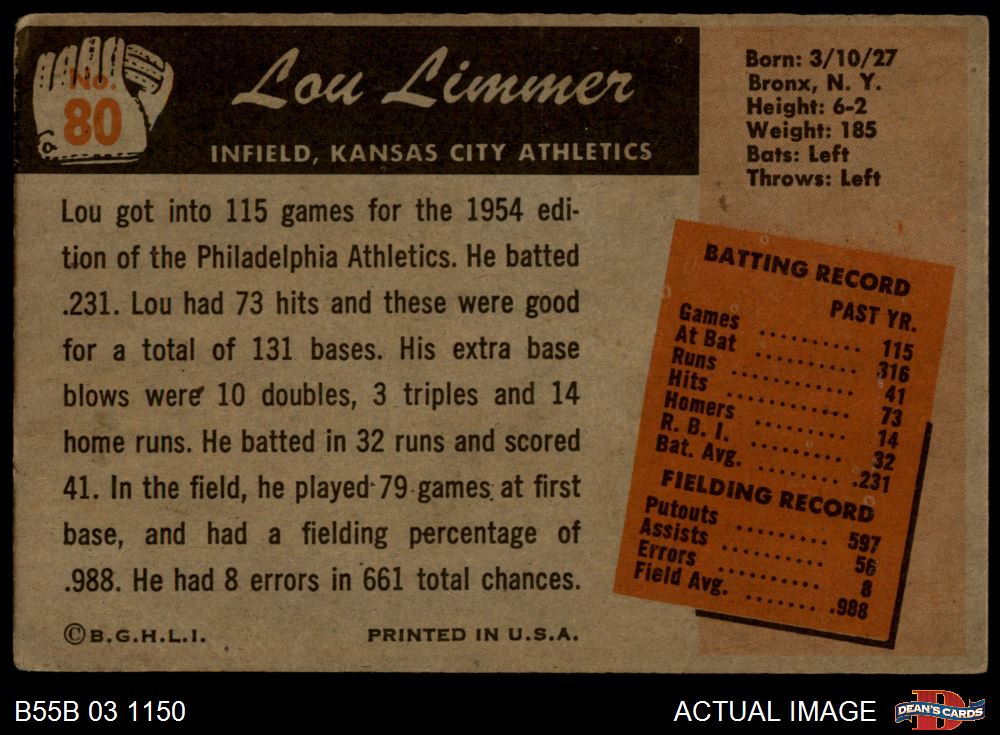 No.
80
Lou Limmer
INFIELD, KANSAS CITY ATHLETICS
Born: 3/10/27
Bronx, N. Y.
Height: 6-2
Weight: 185
Bats: Left
Throws: Left
Lou got into 115 games for the 1954 edi-
tion of the Philadelphia Athletics. He batted
.231. Lou had 73 hits and these were good
for a total of 131 bases. His extra base
blows were 10 doubles, 3 triples and 14
home runs. He batted in 32 runs and scored
41. In the field, he played 79 games at first
base, and had a fielding percentage of
.988. He had 8 errors in 661 total chances.
©B.G.H.L.I. PRINTED IN U.S.A.
BATTING RECORD
PAST YR.
Games .......... 115
At Bat .......... 316
Runs .......... 41
Hits .......... 73
Homers .......... 14
R. B. I. .......... 32
Bat. Avg. ....... .231
FIELDING RECORD
Putouts .......... 597
Assists .......... 56
Errors .......... 8
Field Avg. ....... .988
B55B 03 1150
ACTUAL IMAGE
DEAN'S CARDS